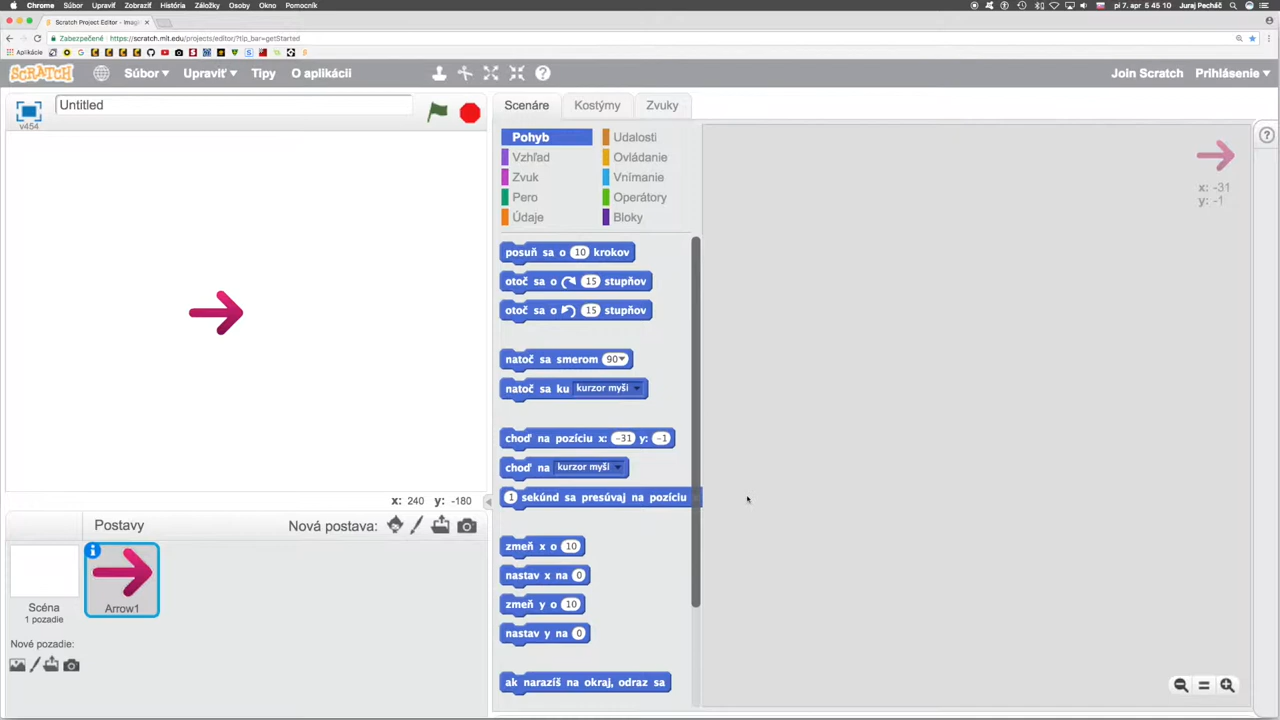 Chrome Súbor Upraviť Zobraziť História Záložky Osoby Okno Pomocník
pi 7. apr 5 45 10 Juraj Pecháč
Scratch Project Editor - Imagi
Zabezpečené https://scratch.mit.edu/projects/editor/?tip_bar=getStarted
Aplikácie
SCRATCH Súbor Upraviť Tipy O aplikácii Join Scratch Prihlásenie
Untitled
v454
Scenáre Kostýmy Zvuky
Pohyb Udalosti
Vzhľad Ovládanie
Zvuk Vnímanie
Pero Operátory
Údaje Bloky
x: -31
y: -1
posuň sa o 10 krokov
otoč sa o 15 stupňov
otoč sa o 15 stupňov
natoč sa smerom 90
natoč sa ku kurzor myši
choď na pozíciu x: -31 y: -1
choď na kurzor myši
1 sekúnd sa presúvaj na pozíciu
zmeň x o 10
nastav x na 0
zmeň y o 10
nastav y na 0
ak narazíš na okraj, odraz sa
x: 240 y: -180
Postavy Nová postava:
Scéna
1 pozadie
Arrow1
Nové pozadie: